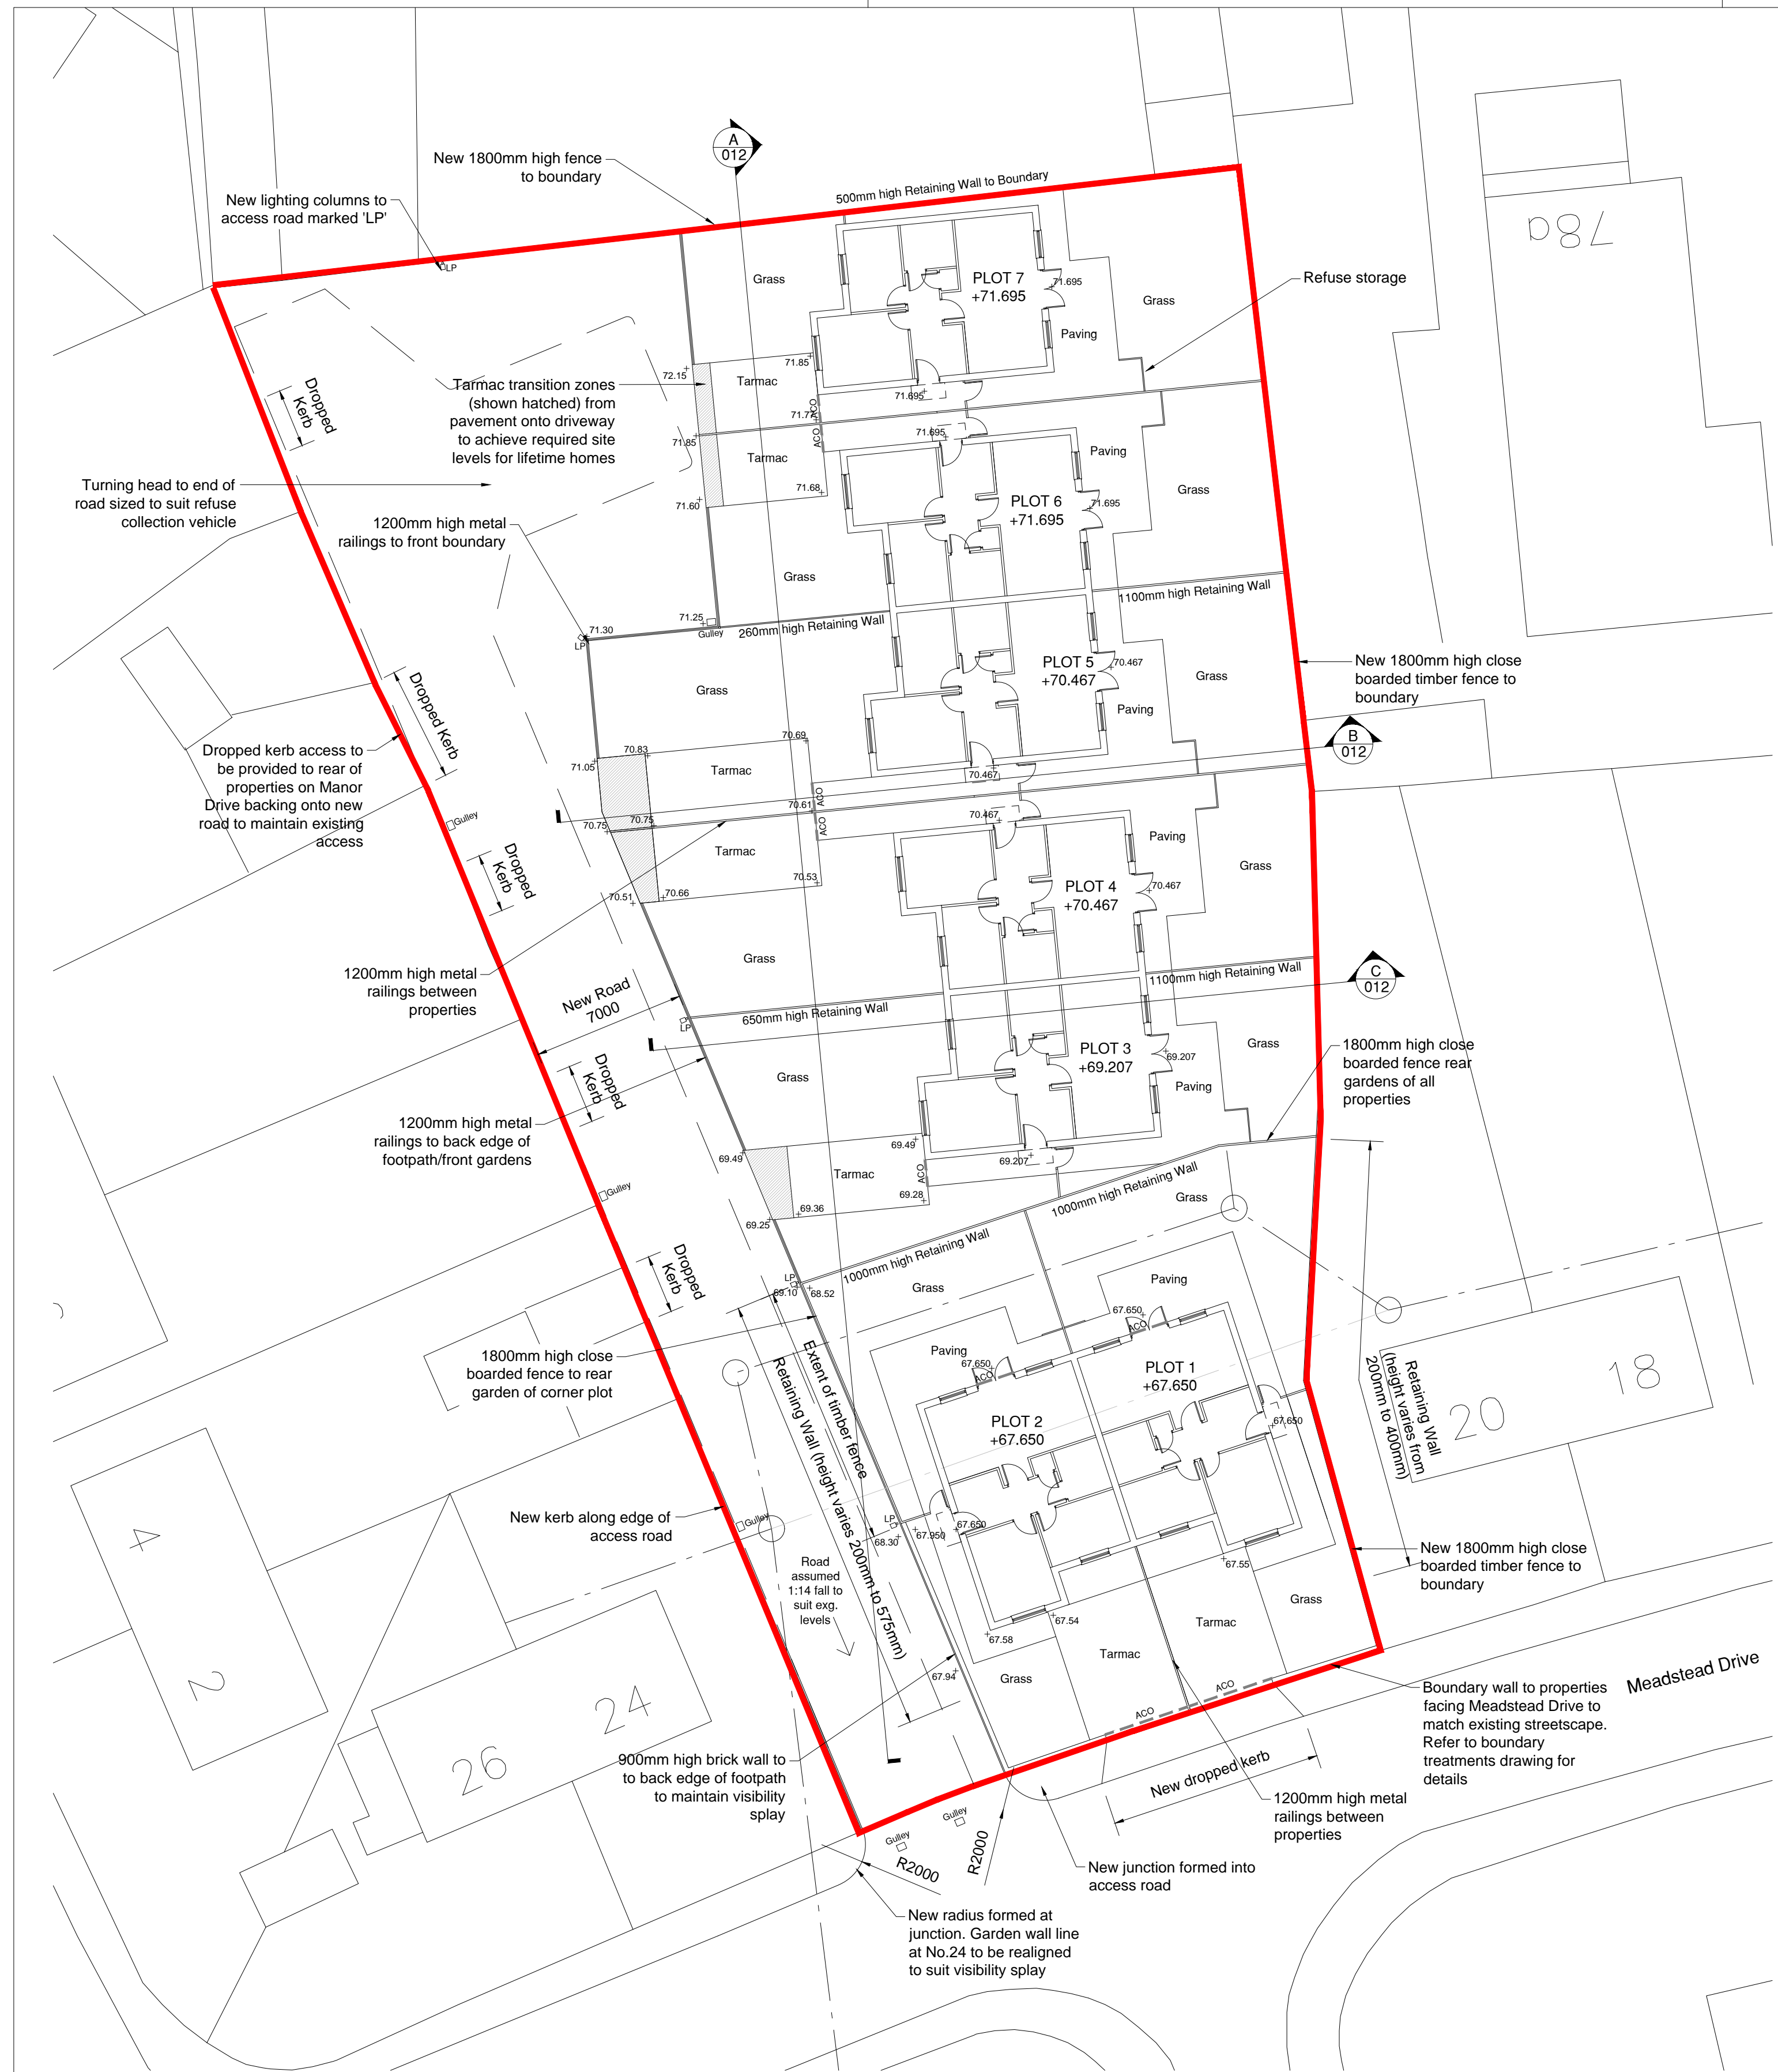 A
012
New 1800mm high fence
to boundary
500mm high Retaining Wall to Boundary
New lighting columns to
access road marked 'LP'
LP
78a
Grass
PLOT 7
+71.695
71.695
Grass
Refuse storage
Paving
Dropped
Kerb
Tarmac transition zones
(shown hatched) from
pavement onto driveway
to achieve required site
levels for lifetime homes
72.15
Tarmac
71.85
71.695
71.77
ACO
ACO
71.85
71.695
Tarmac
Paving
71.68
71.60
PLOT 6
+71.695
71.695
Grass
Turning head to end of
road sized to suit refuse
collection vehicle
1200mm high metal
railings to front boundary
Grass
1100mm high Retaining Wall
71.30
LP
71.25
Gulley
260mm high Retaining Wall
PLOT 5
+70.467
70.467
Grass
Grass
Paving
New 1800mm high close
boarded timber fence to
boundary
Dropped Kerb
B
012
Dropped kerb access to
be provided to rear of
properties on Manor
Drive backing onto new
road to maintain existing
access
71.05
70.83
70.69
Tarmac
70.467
70.61
ACO
ACO
70.75
70.75
70.467
Gulley
Dropped
Kerb
Tarmac
70.53
70.51
70.66
Paving
PLOT 4
+70.467
70.467
Grass
Grass
1200mm high metal
railings between
properties
New Road
7000
1100mm high Retaining Wall
C
012
LP
650mm high Retaining Wall
PLOT 3
+69.207
69.207
Grass
Grass
Paving
1800mm high close
boarded fence rear
gardens of all
properties
Dropped
Kerb
1200mm high metal
railings to back edge of
footpath/front gardens
69.49
69.49
Tarmac
ACO
69.207
69.28
69.36
69.25
Gulley
1000mm high Retaining Wall
Grass
1000mm high Retaining Wall
Dropped
Kerb
LP
69.10
68.52
Grass
Paving
67.650
ACO
1800mm high close
boarded fence to rear
garden of corner plot
Extent of timber fence
Retaining Wall (height varies 200mm to 575mm)
Paving
67.650
ACO
PLOT 1
+67.650
67.650
PLOT 2
+67.650
Retaining Wall
(height varies from
200mm to 400mm)
20
18
New kerb along edge of
access road
Gulley
LP
68.30
67.950
67.650
Road
assumed
1:14 fall to
suit exg.
levels
67.55
67.54
67.58
67.94
Grass
Tarmac
Tarmac
Grass
New 1800mm high close
boarded timber fence to
boundary
4
2
24
26
ACO
ACO
Meadstead Drive
Boundary wall to properties
facing Meadstead Drive to
match existing streetscape.
Refer to boundary
treatments drawing for
details
900mm high brick wall to
to back edge of footpath
to maintain visibility
splay
New dropped kerb
1200mm high metal
railings between
properties
Gulley
Gulley
R2000
R2000
New junction formed into
access road
New radius formed at
junction. Garden wall line
at No.24 to be realigned
to suit visibility splay